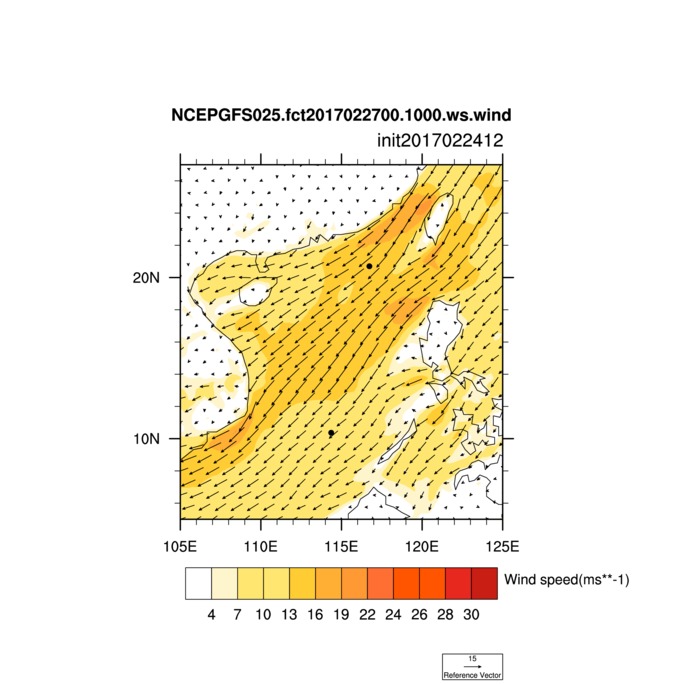 NCEPGFS025.fct2017022700.1000.ws.wind
init2017022412
20N
10N
105E 110E 115E 120E 125E
Wind speed(ms**-1)
4 7 10 13 16 19 22 24 26 28 30
15
Reference Vector